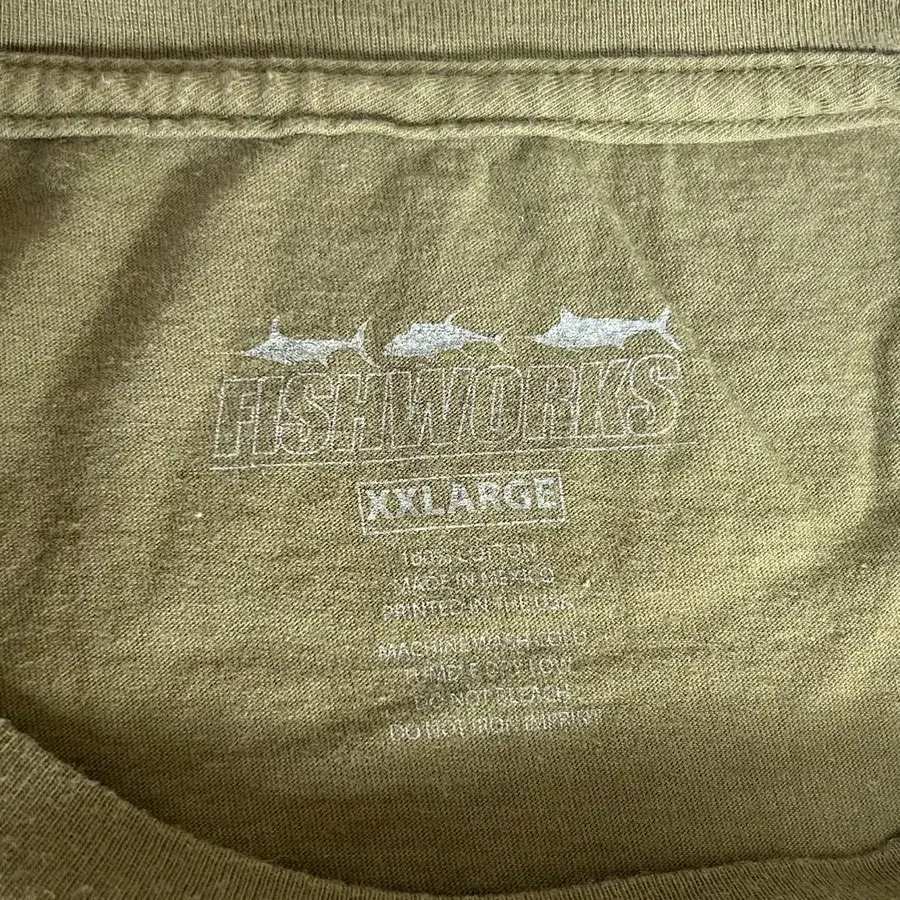 FISHWORKS
XXLARGE
100% COTTON
MADE IN MEXICO
PRINTED IN THE USA
MACHINE WASH COLD
TUMBLE DRY LOW
DO NOT BLEACH
DO NOT IRON IMPRINT